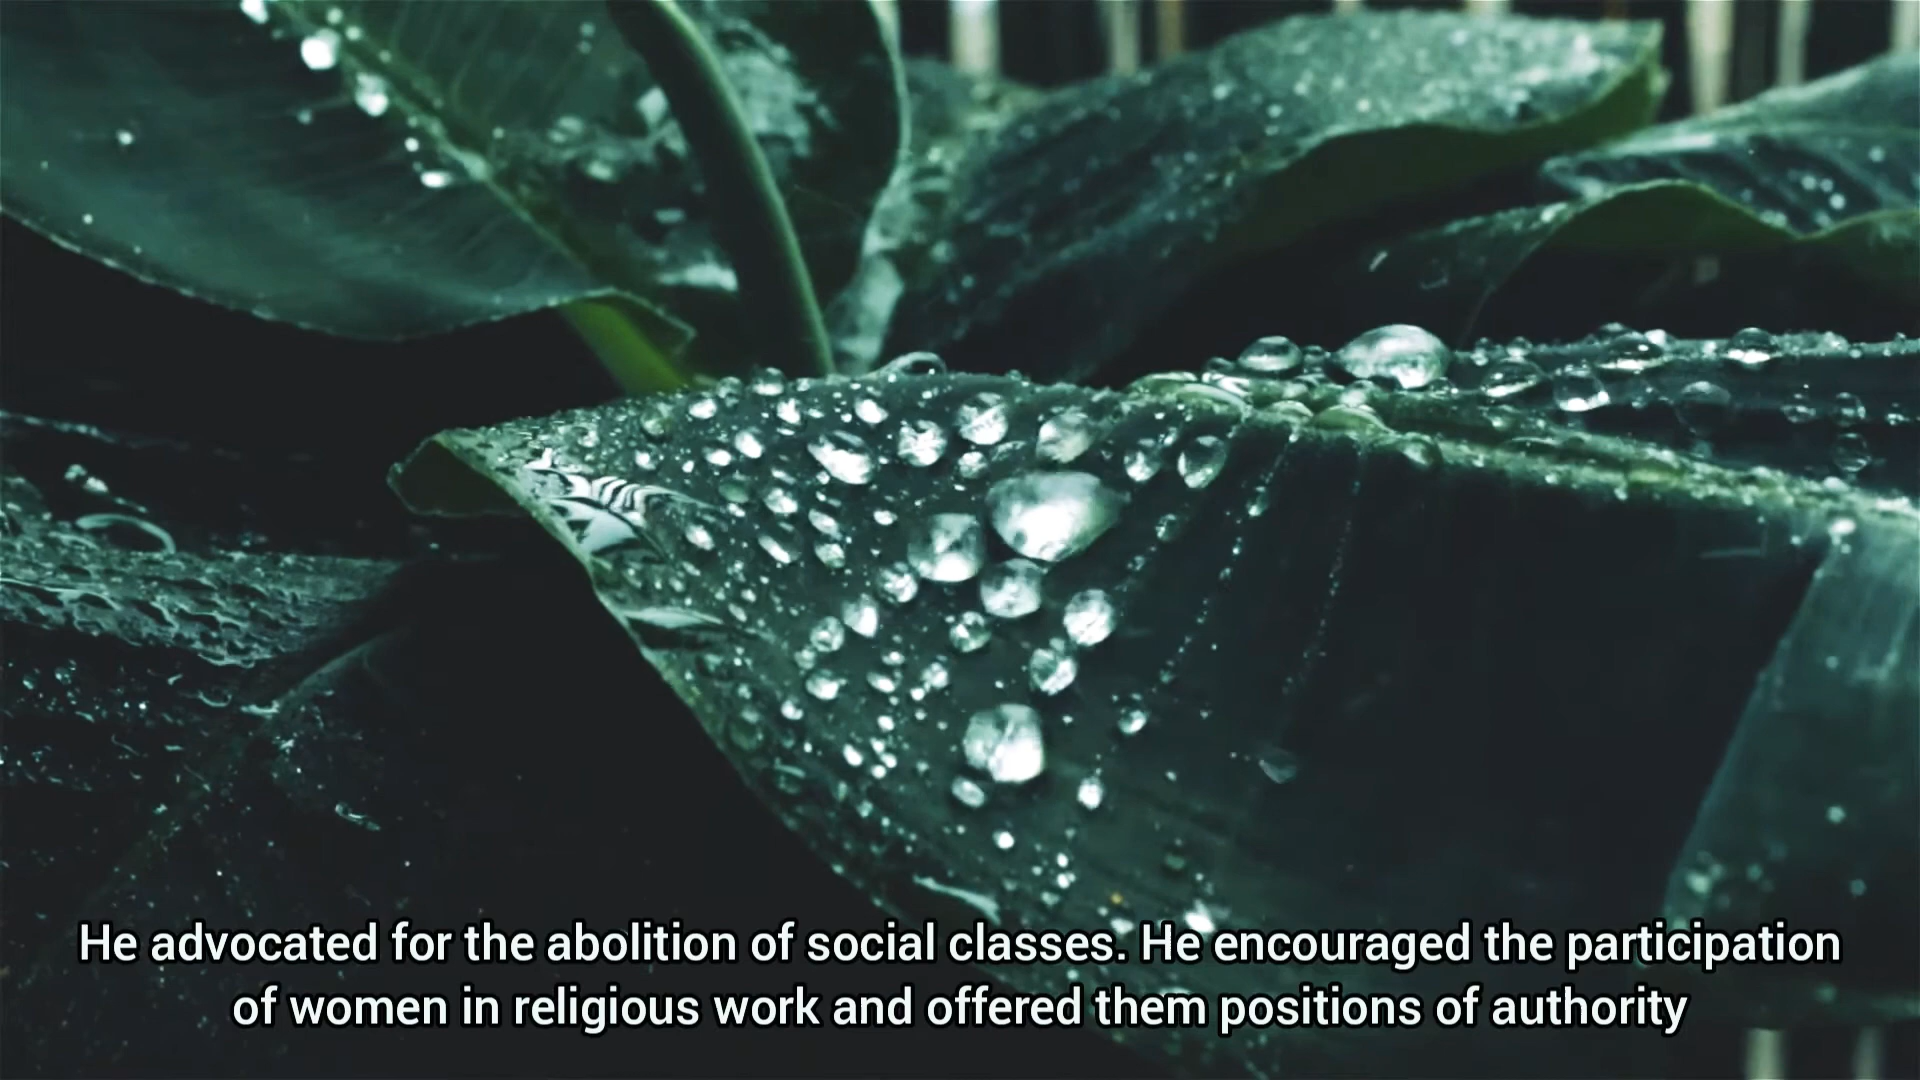 He advocated for the abolition of social classes. He encouraged the participation
of women in religious work and offered them positions of authority